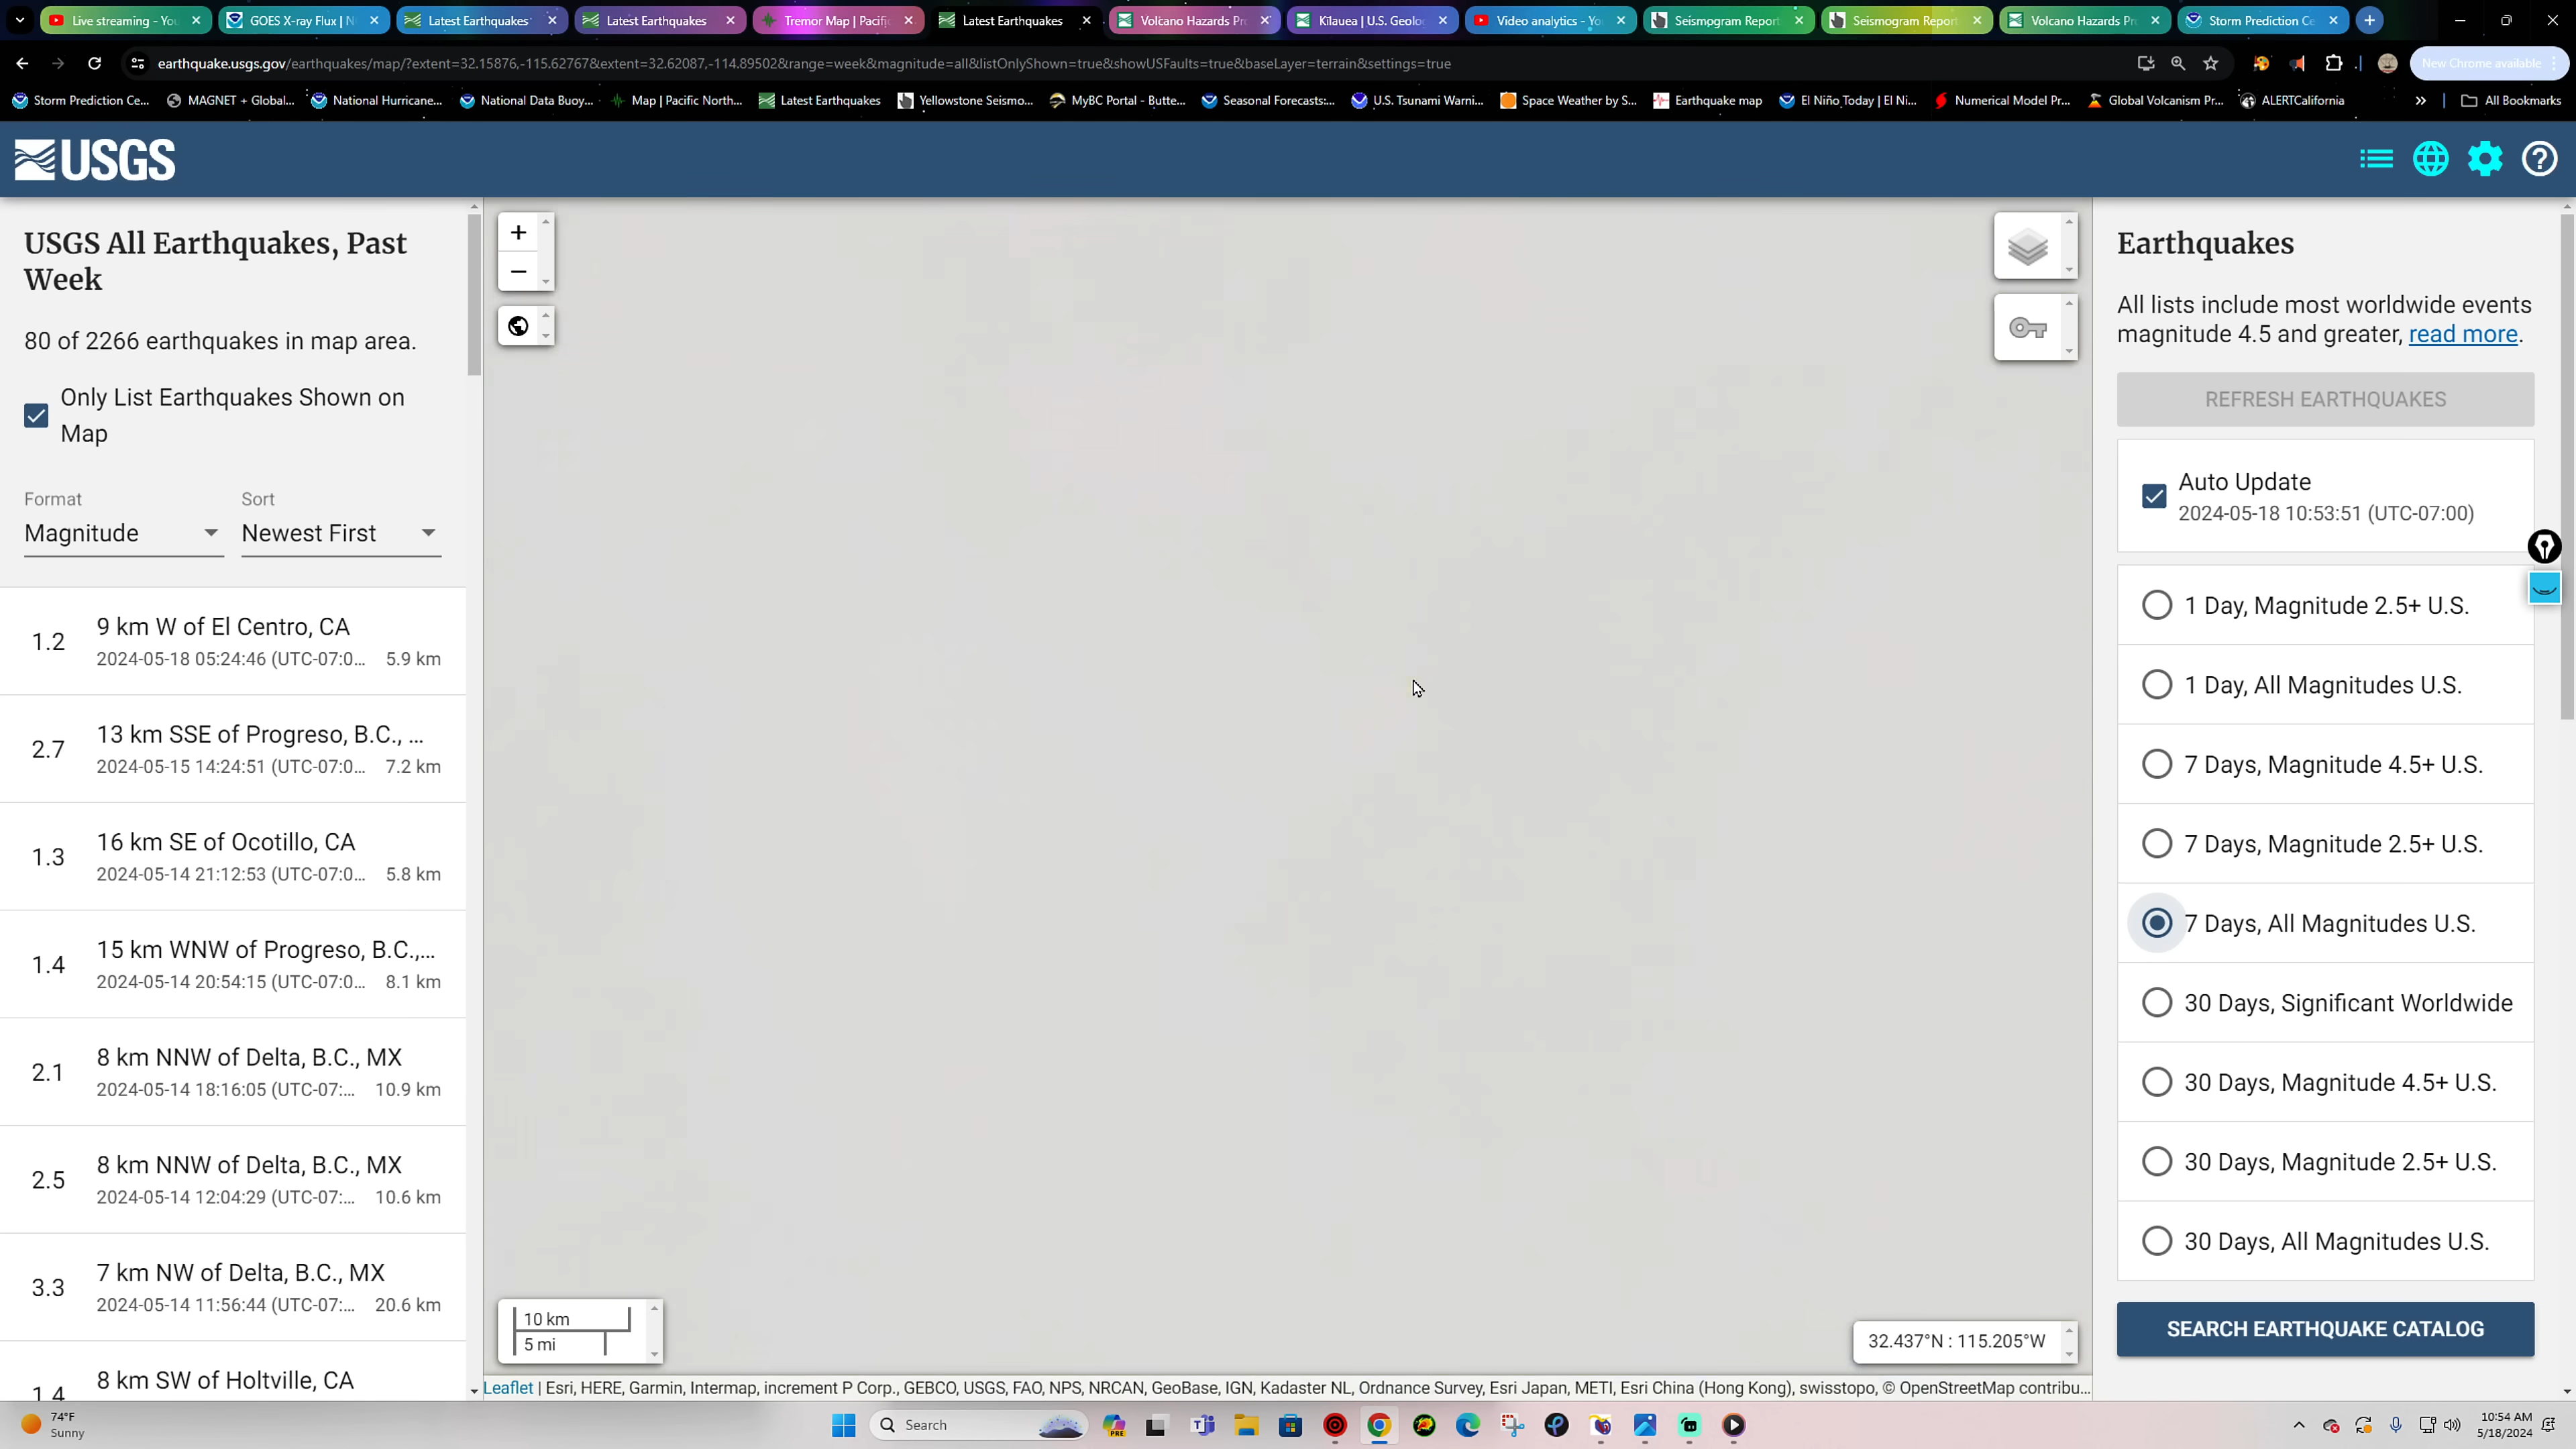 Live streaming - You
GOES X-ray Flux | N
Latest Earthquakes
Latest Earthquakes
Tremor Map | Pacific
Latest Earthquakes
Volcano Hazards Pr
Kīlauea | U.S. Geolo
Video analytics - Yo
Seismogram Report
Seismogram Report
Volcano Hazards Pr
Storm Prediction Ce
earthquake.usgs.gov/earthquakes/map/?extent=32.15876,-115.62767&extent=32.62087,-114.89502&range=week&magnitude=all&listOnlyShown=true&showUSFaults=true&baseLayer=terrain&settings=true
New Chrome available
Storm Prediction Ce...
MAGNET + Global...
National Hurricane...
National Data Buoy...
Map | Pacific North...
Latest Earthquakes
Yellowstone Seismo...
MyBC Portal - Butte...
Seasonal Forecasts:...
U.S. Tsunami Warni...
Space Weather by S...
Earthquake map
El Niño Today | El Ni...
Numerical Model Pr...
Global Volcanism Pr...
ALERTCalifornia
All Bookmarks
USGS
USGS All Earthquakes, Past
Week
80 of 2266 earthquakes in map area.
Only List Earthquakes Shown on
Map
Format
Sort
Magnitude
Newest First
1.2
9 km W of El Centro, CA
2024-05-18 05:24:46 (UTC-07:0...
5.9 km
2.7
13 km SSE of Progreso, B.C., ...
2024-05-15 14:24:51 (UTC-07:0...
7.2 km
1.3
16 km SE of Ocotillo, CA
2024-05-14 21:12:53 (UTC-07:0...
5.8 km
1.4
15 km WNW of Progreso, B.C.,...
2024-05-14 20:54:15 (UTC-07:0...
8.1 km
2.1
8 km NNW of Delta, B.C., MX
2024-05-14 18:16:05 (UTC-07:...
10.9 km
2.5
8 km NNW of Delta, B.C., MX
2024-05-14 12:04:29 (UTC-07:...
10.6 km
3.3
7 km NW of Delta, B.C., MX
2024-05-14 11:56:44 (UTC-07:...
20.6 km
1.4
8 km SW of Holtville, CA
+
−
10 km
5 mi
32.437°N : 115.205°W
Leaflet | Esri, HERE, Garmin, Intermap, increment P Corp., GEBCO, USGS, FAO, NPS, NRCAN, GeoBase, IGN, Kadaster NL, Ordnance Survey, Esri Japan, METI, Esri China (Hong Kong), swisstopo, © OpenStreetMap contribu...
Earthquakes
All lists include most worldwide events
magnitude 4.5 and greater, read more.
REFRESH EARTHQUAKES
Auto Update
2024-05-18 10:53:51 (UTC-07:00)
1 Day, Magnitude 2.5+ U.S.
1 Day, All Magnitudes U.S.
7 Days, Magnitude 4.5+ U.S.
7 Days, Magnitude 2.5+ U.S.
7 Days, All Magnitudes U.S.
30 Days, Significant Worldwide
30 Days, Magnitude 4.5+ U.S.
30 Days, Magnitude 2.5+ U.S.
30 Days, All Magnitudes U.S.
SEARCH EARTHQUAKE CATALOG
74°F
Sunny
Search
PRE
10:54 AM
5/18/2024